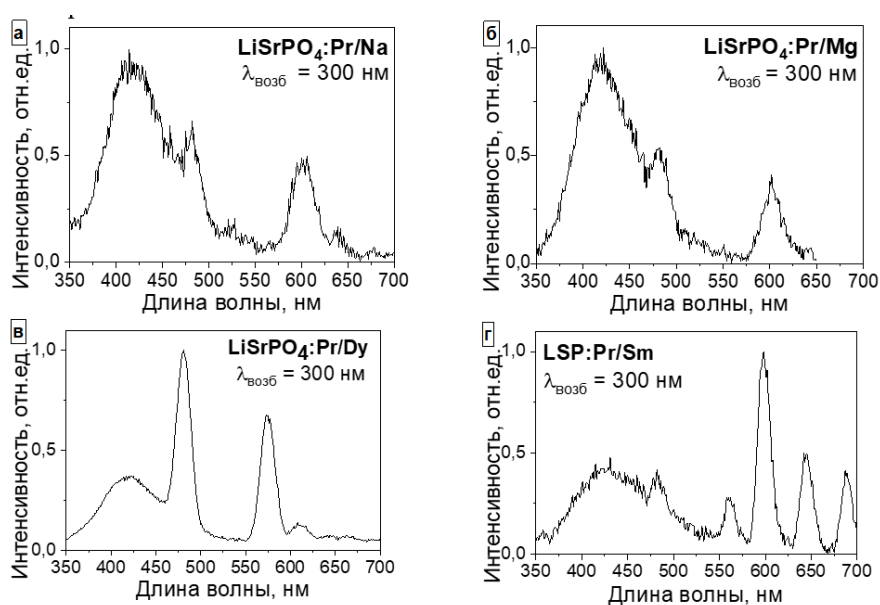 а
LiSrPO4:Pr/Na
λвозб = 300 нм
Интенсивность, отн.ед.
1,0
0,5
0,0
350 400 450 500 550 600 650 700
Длина волны, нм
б
LiSrPO4:Pr/Mg
λвозб = 300 нм
Интенсивность, отн.ед.
1,0
0,5
0,0
350 400 450 500 550 600 650 700
Длина волны, нм
в
LiSrPO4:Pr/Dy
λвозб = 300 нм
Интенсивность, отн.ед.
1,0
0,5
0,0
350 400 450 500 550 600 650 700
Длина волны, нм
г
LSP:Pr/Sm
λвозб = 300 нм
Интенсивность, отн.ед.
1,0
0,5
0,0
350 400 450 500 550 600 650 700
Длина волны, нм